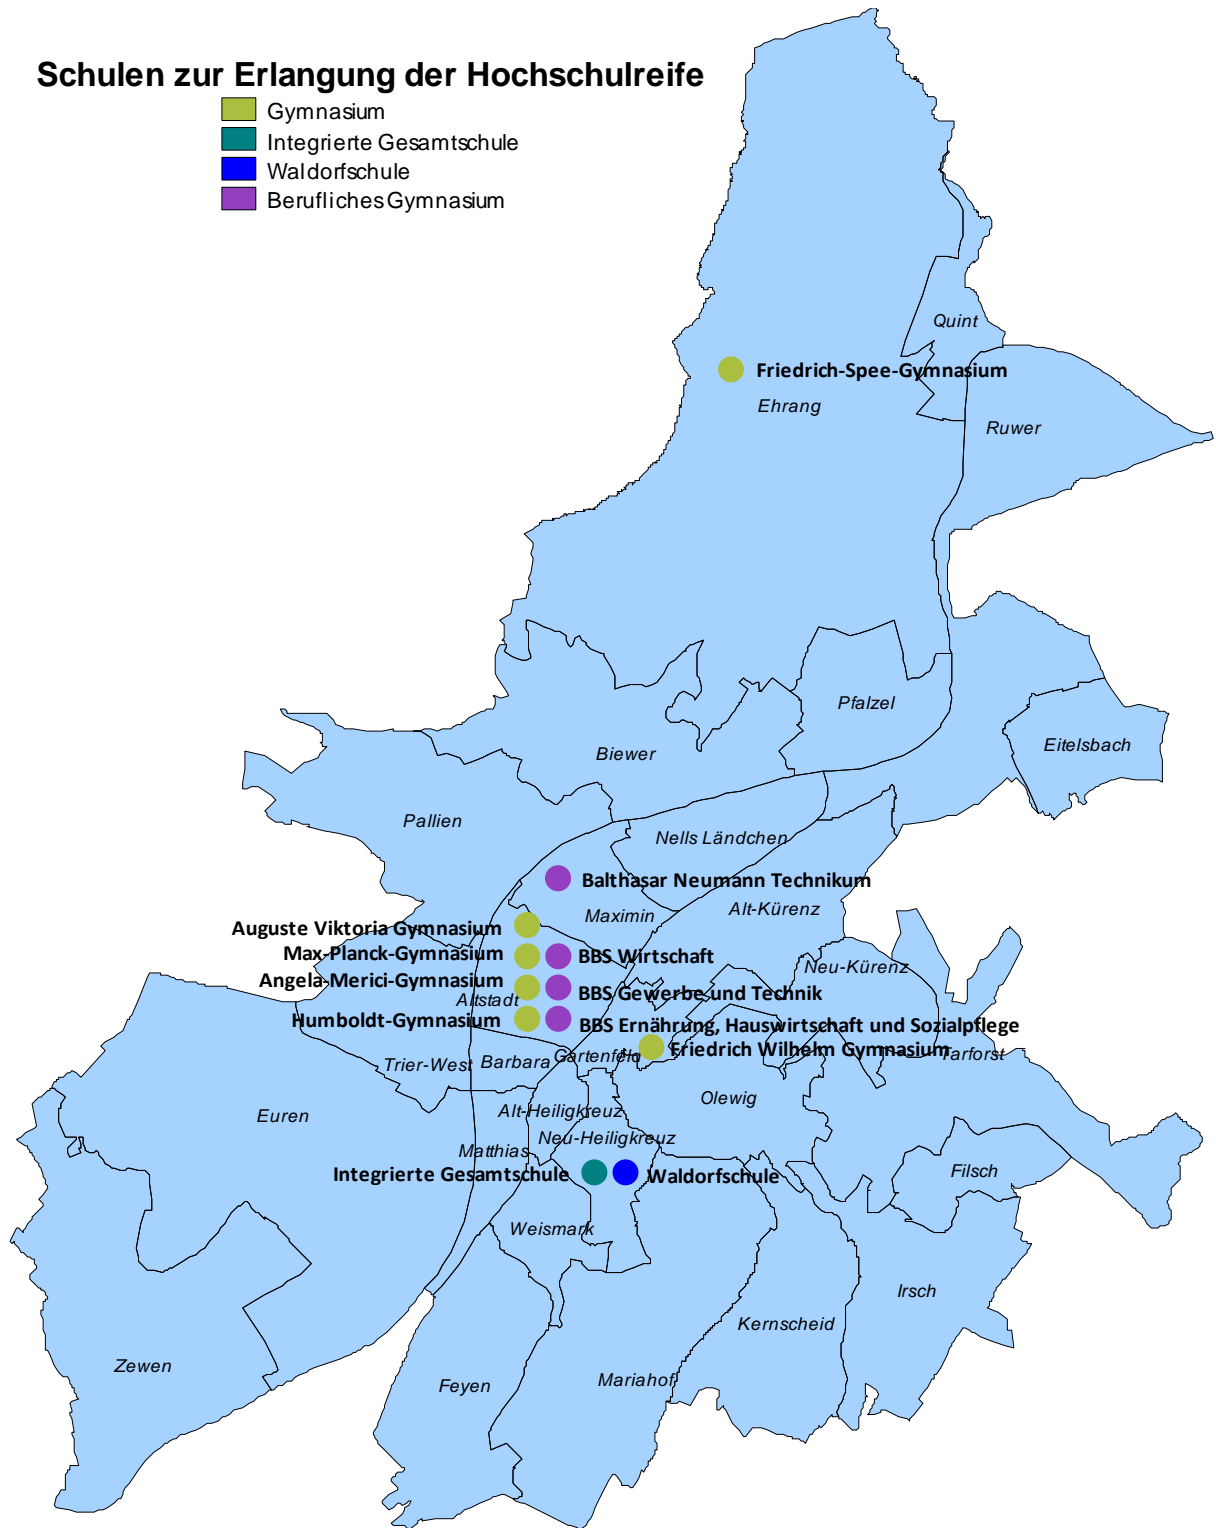 Schulen zur Erlangung der Hochschulreife
Gymnasium
Integrierte Gesamtschule
Waldorfschule
Berufliches Gymnasium
Quint
Friedrich-Spee-Gymnasium
Ehrang
Ruwer
Pfalzel
Eitelsbach
Biewer
Pallien
Nells Ländchen
Balthasar Neumann Technikum
Maximin
Alt-Kürenz
Auguste Viktoria Gymnasium
Max-Planck-Gymnasium
BBS Wirtschaft
Neu-Kürenz
Angela-Merici-Gymnasium
BBS Gewerbe und Technik
Altstadt
Humboldt-Gymnasium
BBS Ernährung, Hauswirtschaft und Sozialpflege
Friedrich Wilhelm Gymnasium
Tarforst
Gartenfeld
Barbara
Trier-West
Olewig
Euren
Alt-Heiligkreuz
Neu-Heiligkreuz
Matthias
Integrierte Gesamtschule
Waldorfschule
Filsch
Weismark
Irsch
Kernscheid
Zewen
Feyen
Mariahof